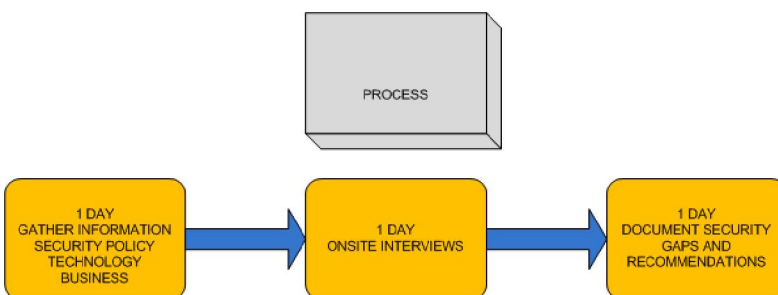 PROCESS
1 DAY
GATHER INFORMATION
SECURITY POLICY
TECHNOLOGY
BUSINESS
1 DAY
ONSITE INTERVIEWS
1 DAY
DOCUMENT SECURITY
GAPS AND
RECOMMENDATIONS